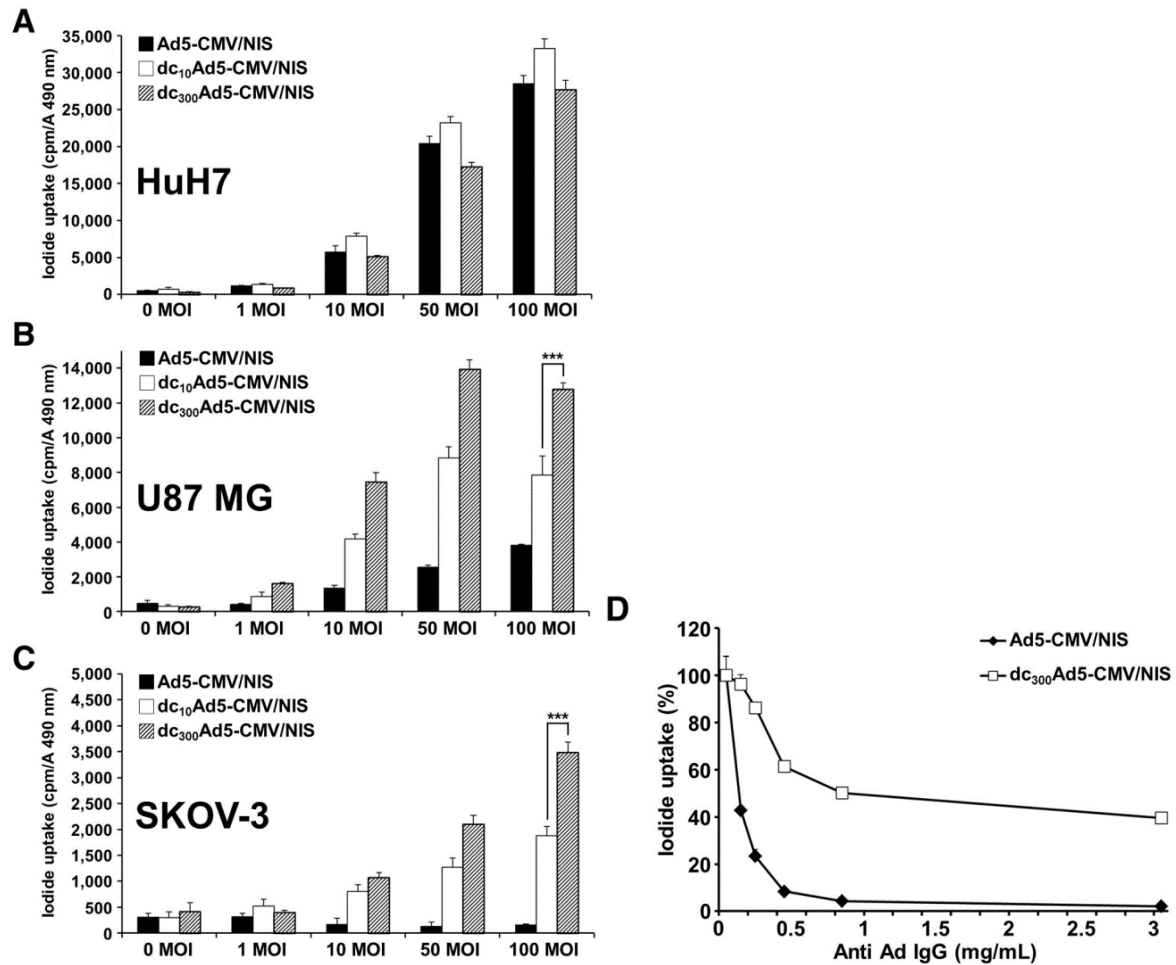 A
Iodide uptake (cpm/A 490 nm)
35,000
30,000
25,000
20,000
15,000
10,000
5,000
0
Ad5-CMV/NIS
dc₁₀Ad5-CMV/NIS
dc₃₀₀Ad5-CMV/NIS
HuH7
0 MOI 1 MOI 10 MOI 50 MOI 100 MOI
B
Iodide uptake (cpm/A 490 nm)
14,000
12,000
10,000
8,000
6,000
4,000
2,000
0
Ad5-CMV/NIS
dc₁₀Ad5-CMV/NIS
dc₃₀₀Ad5-CMV/NIS
***
U87 MG
0 MOI 1 MOI 10 MOI 50 MOI 100 MOI
C
Iodide uptake (cpm/A 490 nm)
5,000
4,500
4,000
3,500
3,000
2,500
2,000
1,500
1,000
500
0
Ad5-CMV/NIS
dc₁₀Ad5-CMV/NIS
dc₃₀₀Ad5-CMV/NIS
***
SKOV-3
0 MOI 1 MOI 10 MOI 50 MOI 100 MOI
D
Iodide uptake (%)
120
100
80
60
40
20
0
Ad5-CMV/NIS
dc₃₀₀Ad5-CMV/NIS
0 0.5 1 1.5 2 2.5 3
Anti Ad IgG (mg/mL)